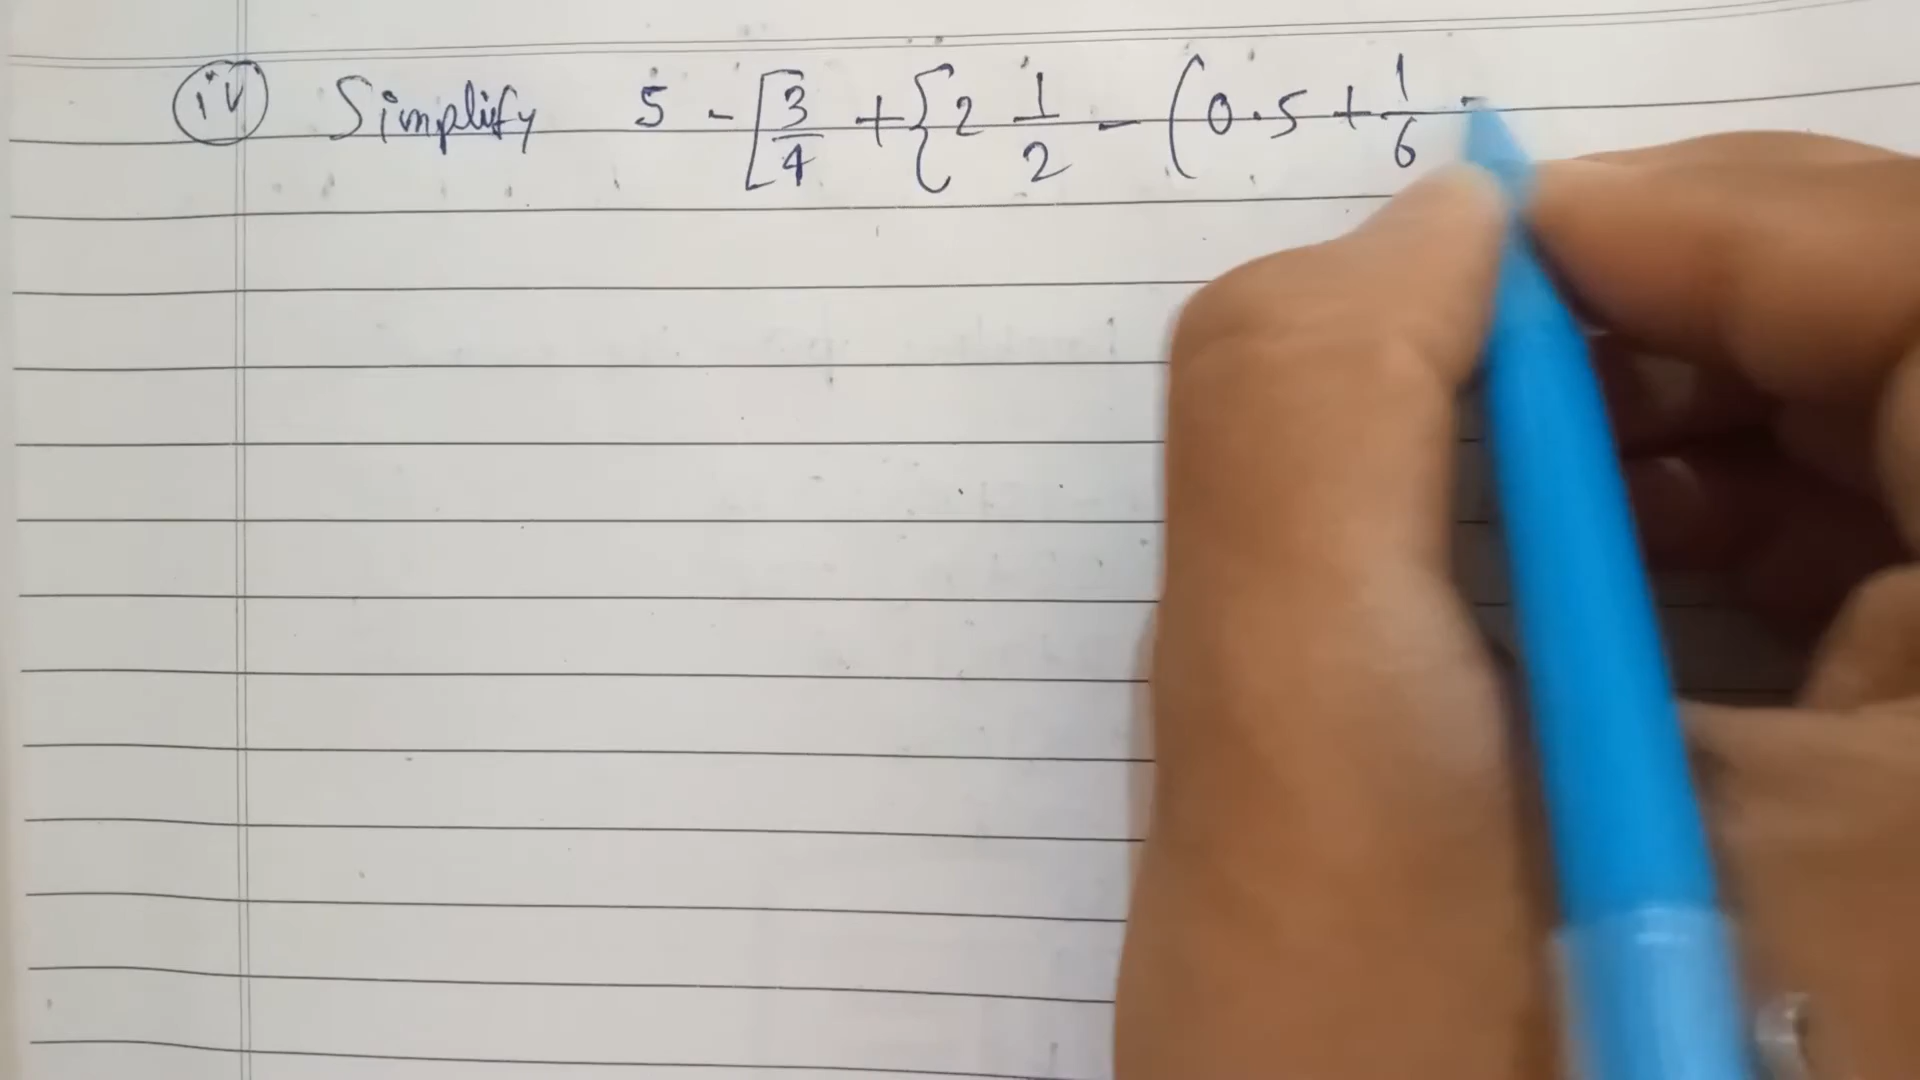 (iv) Simplify 5 - [3/4 + {2 1/2 - (0.5 + 1/6 -